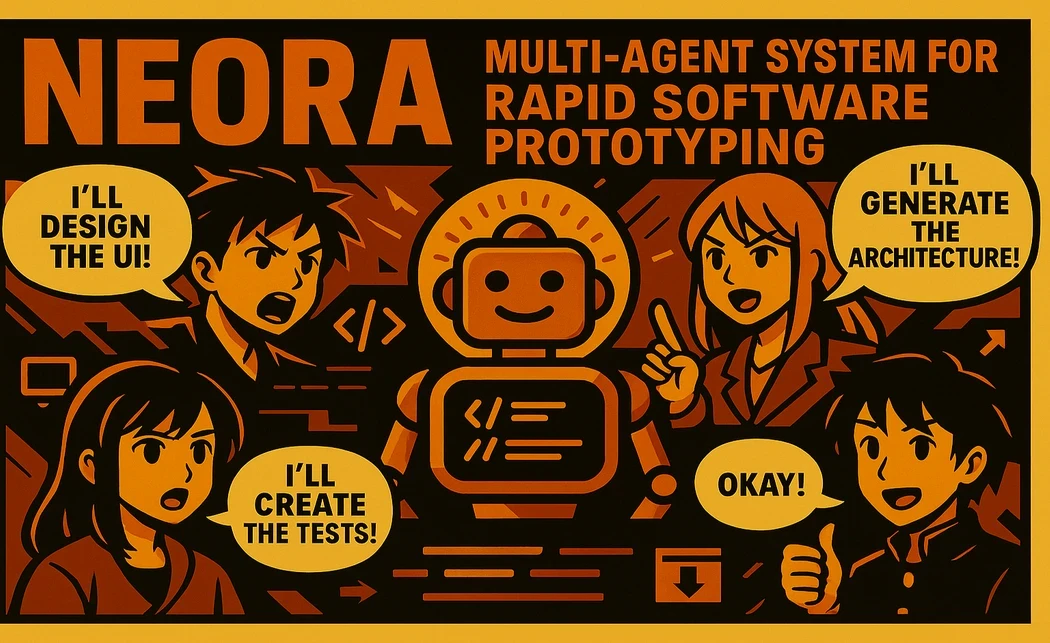 NEORA
MULTI-AGENT SYSTEM FOR
RAPID SOFTWARE
PROTOTYPING
I'LL
DESIGN
THE UI!
I'LL
GENERATE
THE
ARCHITECTURE!
</>
</
//
I'LL
CREATE
THE TESTS!
OKAY!